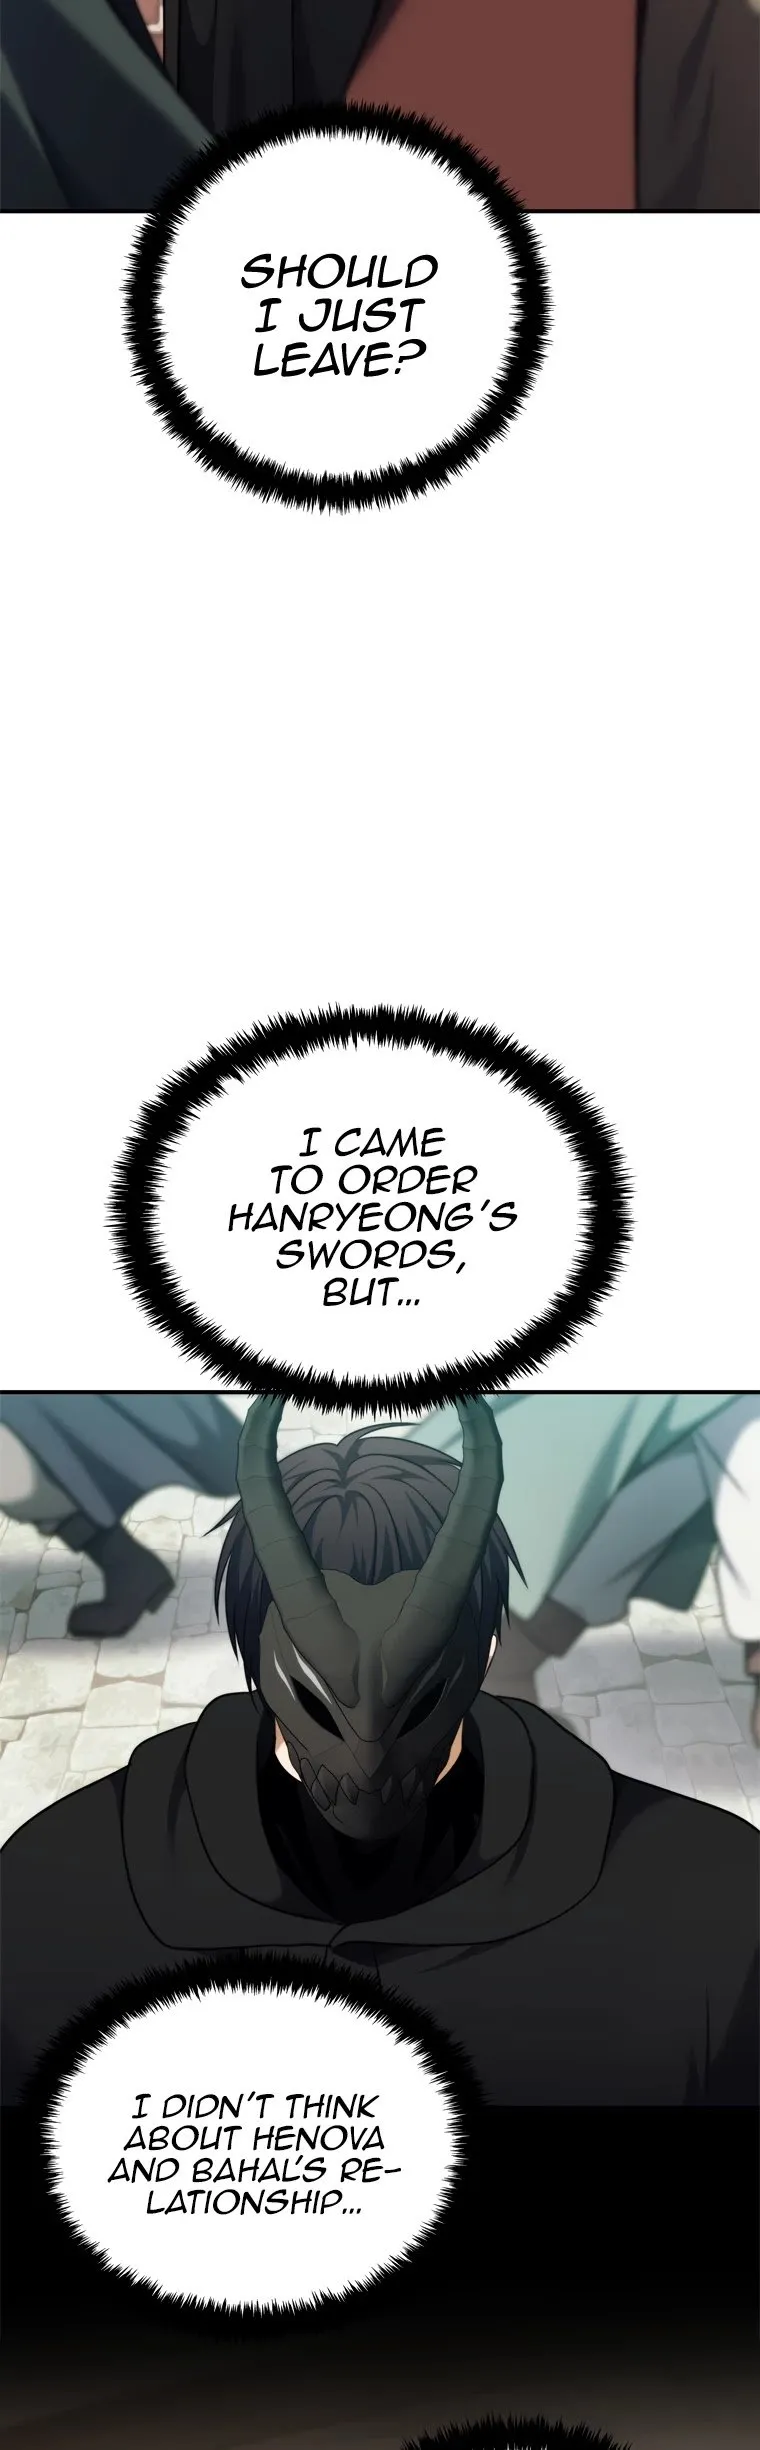 SHOULD
I JUST
LEAVE?
I CAME
TO ORDER
HANRYEONG'S
SWORDS,
BUT...
I DIDN'T THINK
ABOUT HENOVA
AND BAHAL'S RE-
LATIONSHIP...